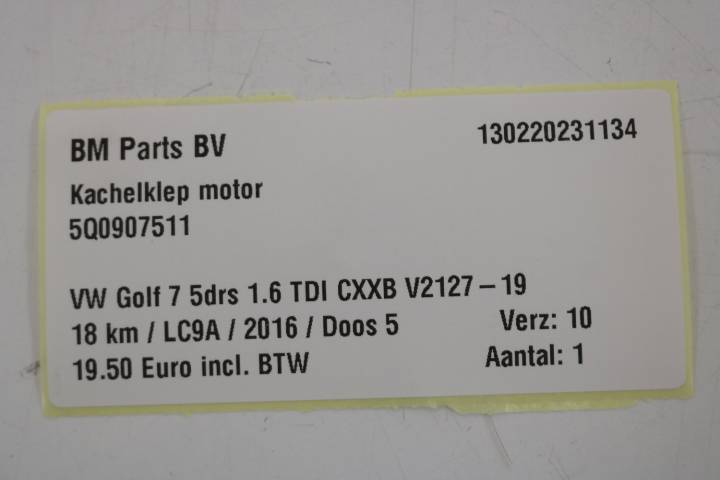 BM Parts BV 130220231134
Kachelklep motor
5Q0907511
VW Golf 7 5drs 1.6 TDI CXXB V2127 – 19
18 km / LC9A / 2016 / Doos 5 Verz: 10
19.50 Euro incl. BTW Aantal: 1